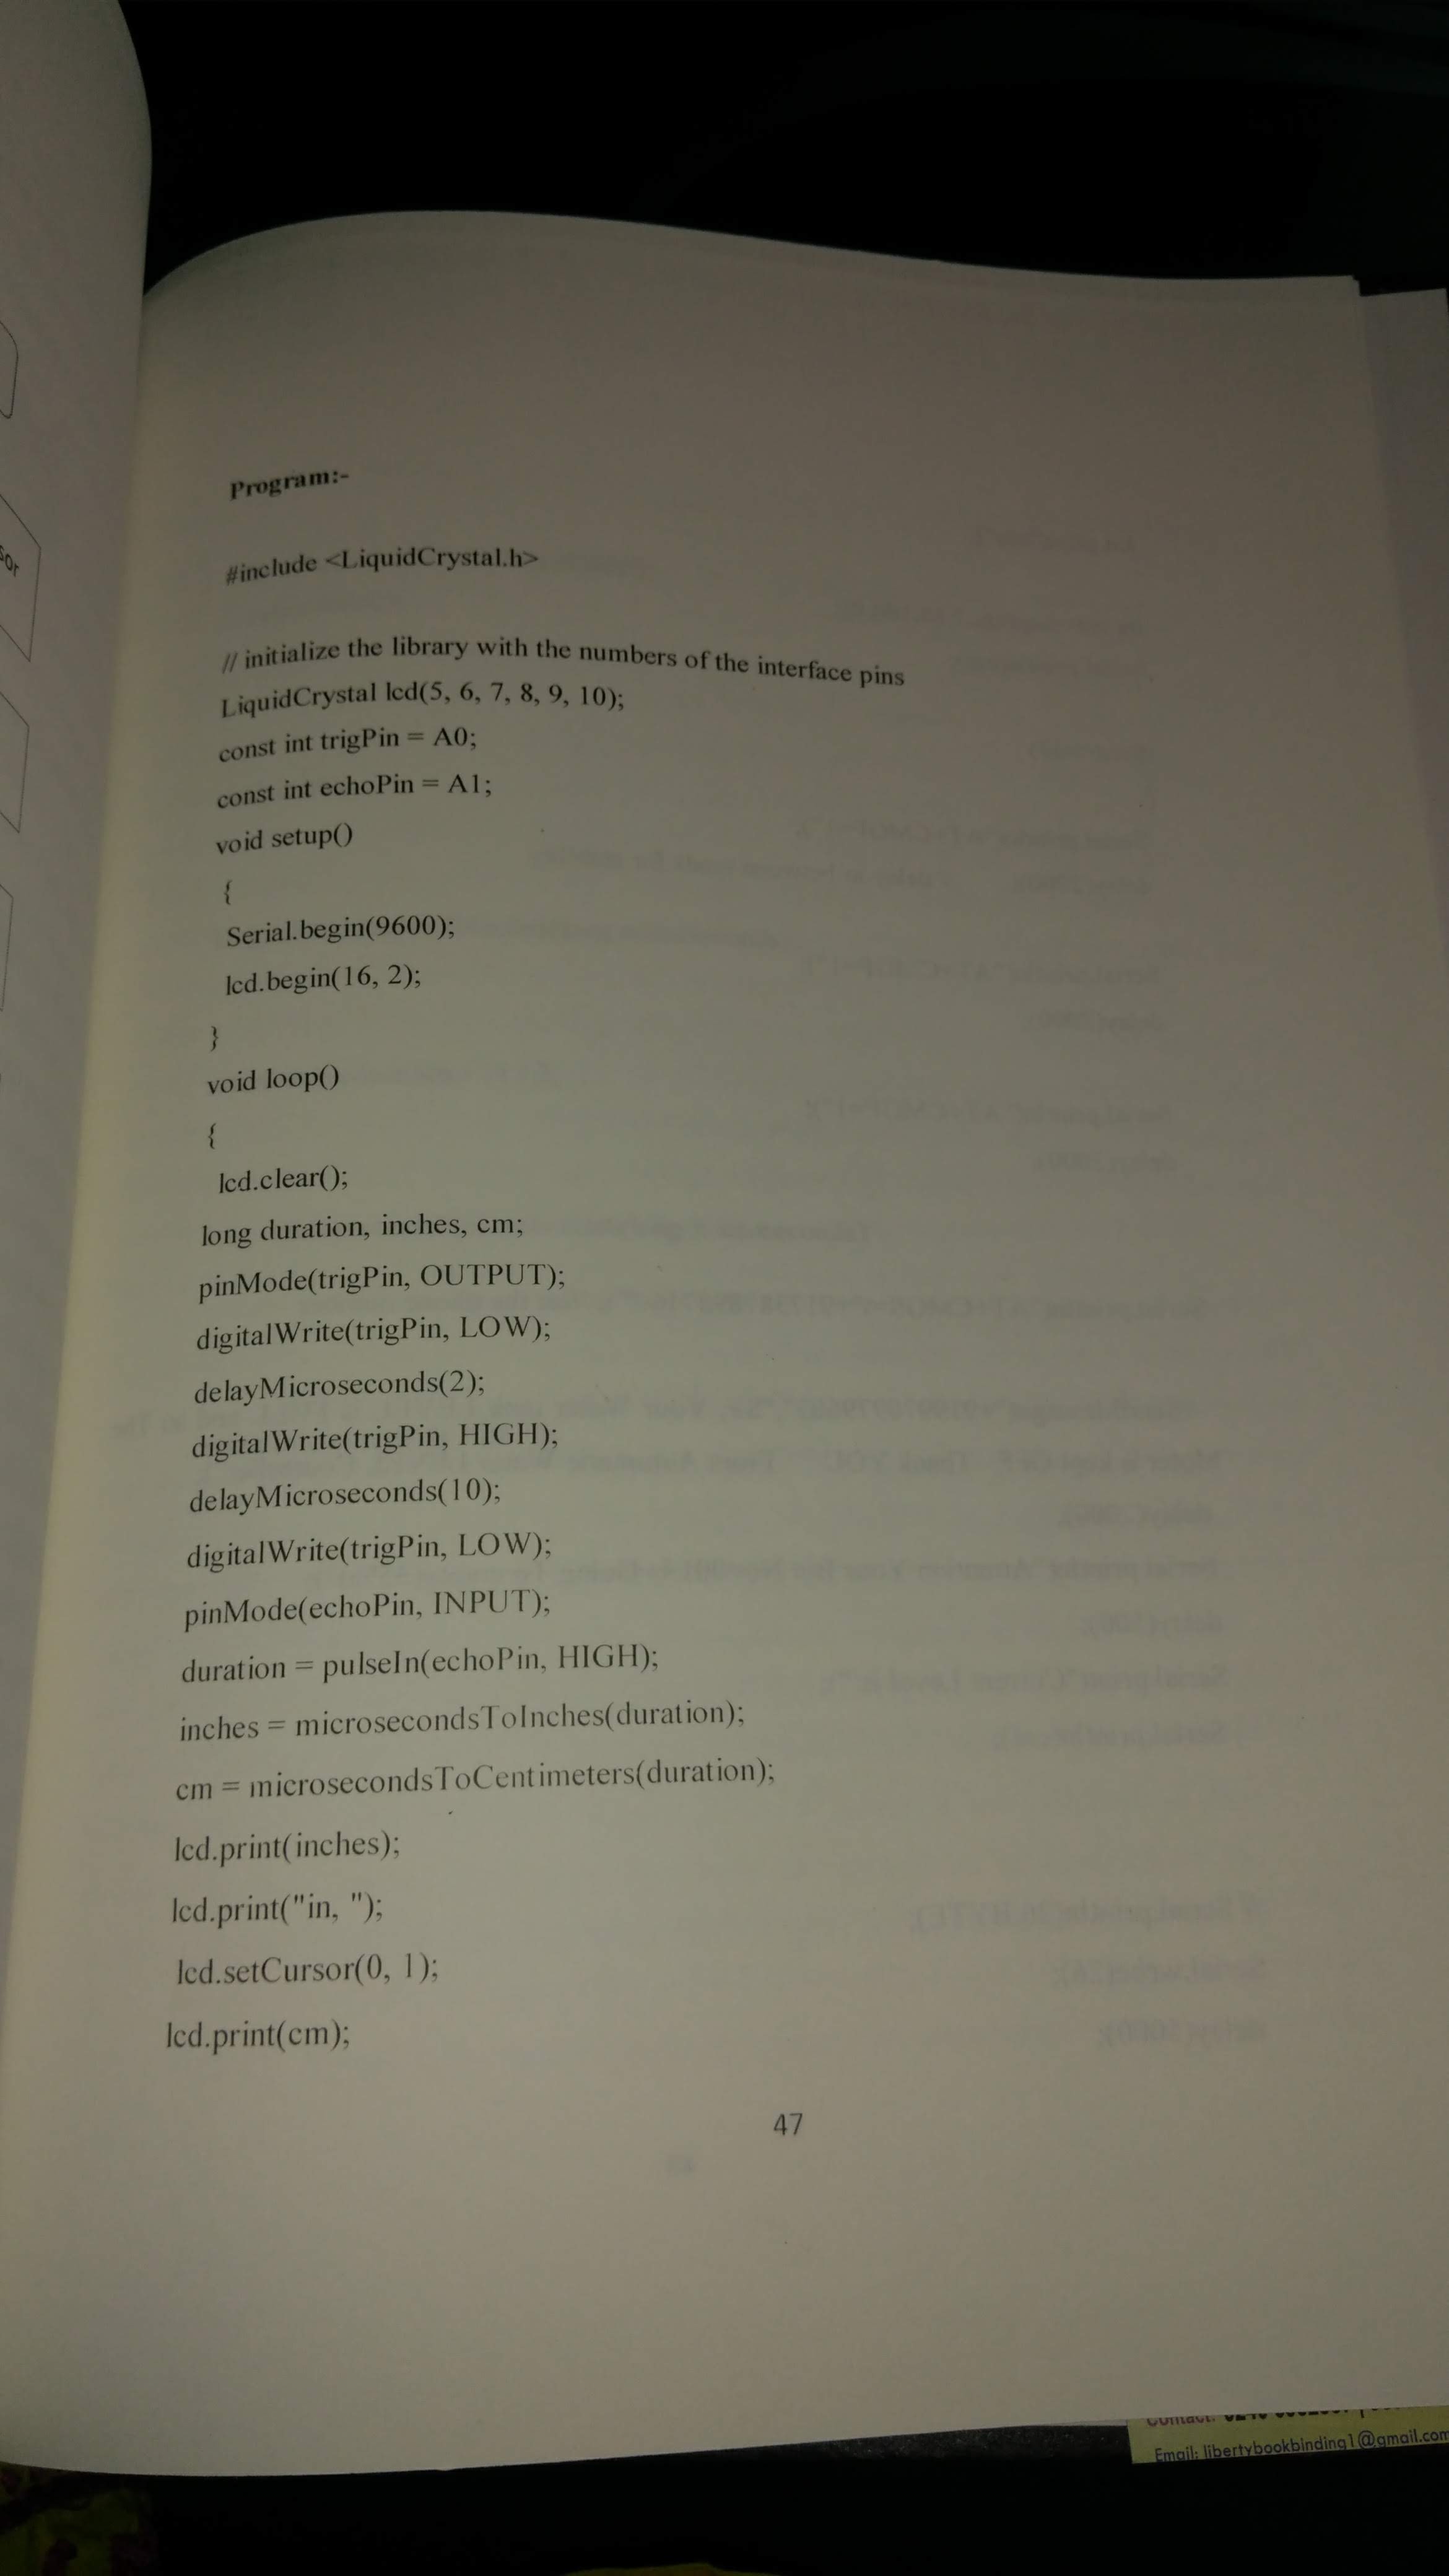 sor
Program:-
#include <LiquidCrystal.h>
// initialize the library with the numbers of the interface pins
LiquidCrystal lcd(5, 6, 7, 8, 9, 10);
const int trigPin = A0;
const int echoPin = A1;
void setup()
{
Serial.begin(9600);
lcd.begin(16, 2);
}
void loop()
{
lcd.clear();
long duration, inches, cm;
pinMode(trigPin, OUTPUT);
digitalWrite(trigPin, LOW);
delayMicroseconds(2);
digitalWrite(trigPin, HIGH);
delayMicroseconds(10);
digitalWrite(trigPin, LOW);
pinMode(echoPin, INPUT);
duration = pulseIn(echoPin, HIGH);
inches = microsecondsToInches(duration);
cm = microsecondsToCentimeters(duration);
lcd.print(inches);
lcd.print("in, ");
lcd.setCursor(0, 1);
lcd.print(cm);
47
Contact:
Email: libertybookbinding1@gmail.com